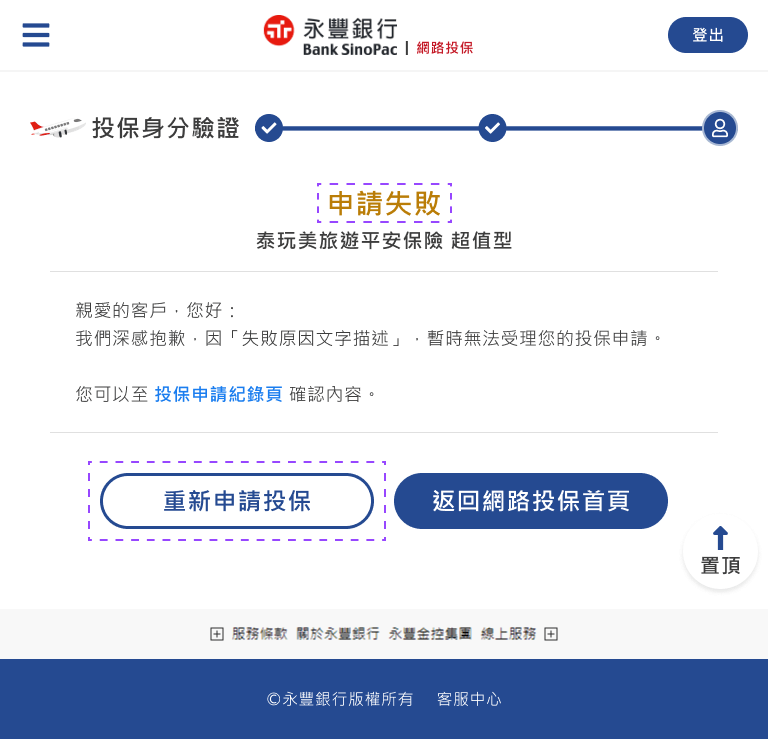 永豐銀行
Bank SinoPac | 網路投保
登出
投保身分驗證
申請失敗
泰玩美旅遊平安保險 超值型
親愛的客戶，您好：
我們深感抱歉，因「失敗原因文字描述」，暫時無法受理您的投保申請。
您可以至 投保申請紀錄頁 確認內容。
重新申請投保
返回網路投保首頁
置頂
服務條款 關於永豐銀行 永豐金控集團 線上服務
©永豐銀行版權所有 客服中心